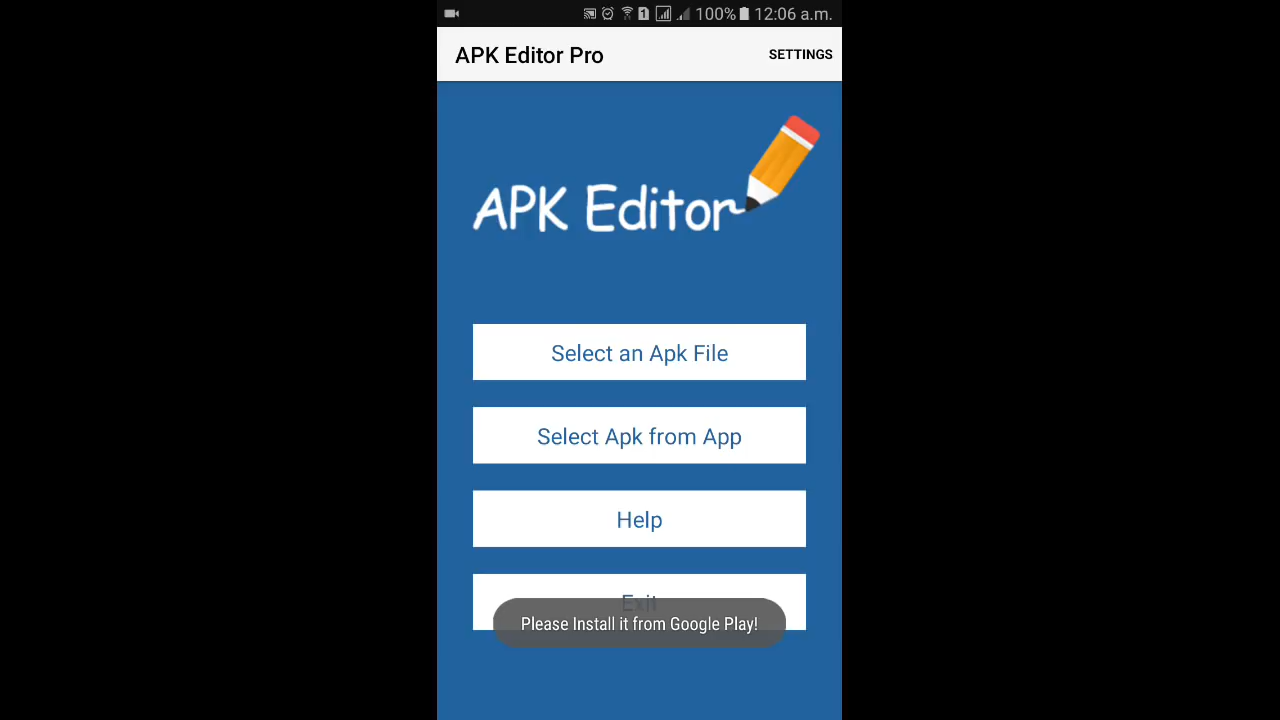 100% 12:06 a.m.
APK Editor Pro
SETTINGS
APK Editor
Select an Apk File
Select Apk from App
Help
Exit
Please Install it from Google Play!